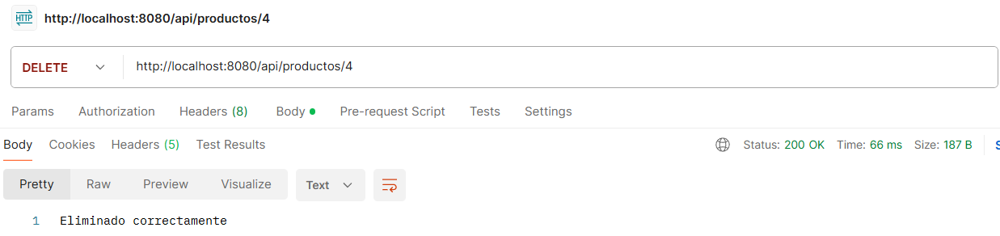 HTTP http://localhost:8080/api/productos/4
DELETE http://localhost:8080/api/productos/4
Params Authorization Headers (8) Body Pre-request Script Tests Settings
Body Cookies Headers (5) Test Results Status: 200 OK Time: 66 ms Size: 187 B S
Pretty Raw Preview Visualize Text
1 Eliminado correctamente